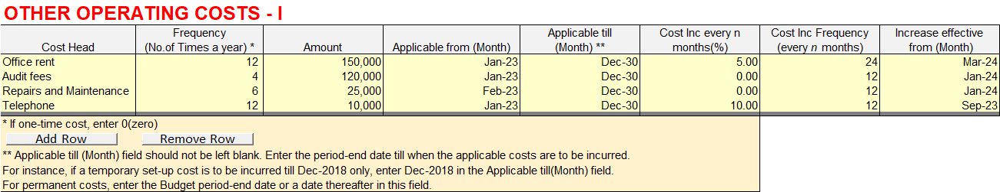 OTHER OPERATING COSTS - I
Cost Head Frequency (No.of Times a year) * Amount Applicable from (Month) Applicable till (Month) ** Cost Inc every n months(%) Cost Inc Frequency (every n months) Increase effective from (Month)
Office rent 12 150,000 Jan-23 Dec-30 5.00 24 Mar-24
Audit fees 4 120,000 Jan-23 Dec-30 0.00 12 Jan-24
Repairs and Maintenance 6 25,000 Feb-23 Dec-30 0.00 12 Jan-24
Telephone 12 10,000 Jan-23 Dec-30 10.00 12 Sep-23
* If one-time cost, enter 0(zero)
Add Row Remove Row
** Applicable till (Month) field should not be left blank. Enter the period-end date till when the applicable costs are to be incurred.
For instance, if a temporary set-up cost is to be incurred till Dec-2018 only, enter Dec-2018 in the Applicable till(Month) field.
For permanent costs, enter the Budget period-end date or a date thereafter in this field.